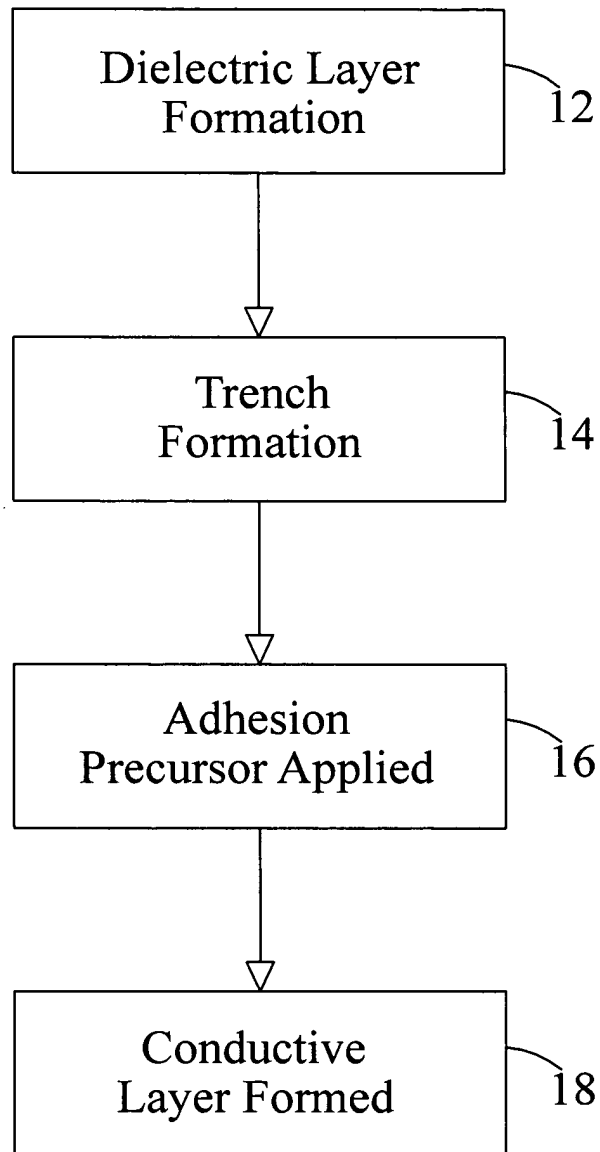 Dielectric Layer
Formation
12
Trench
Formation
14
Adhesion
Precursor Applied
16
Conductive
Layer Formed
18